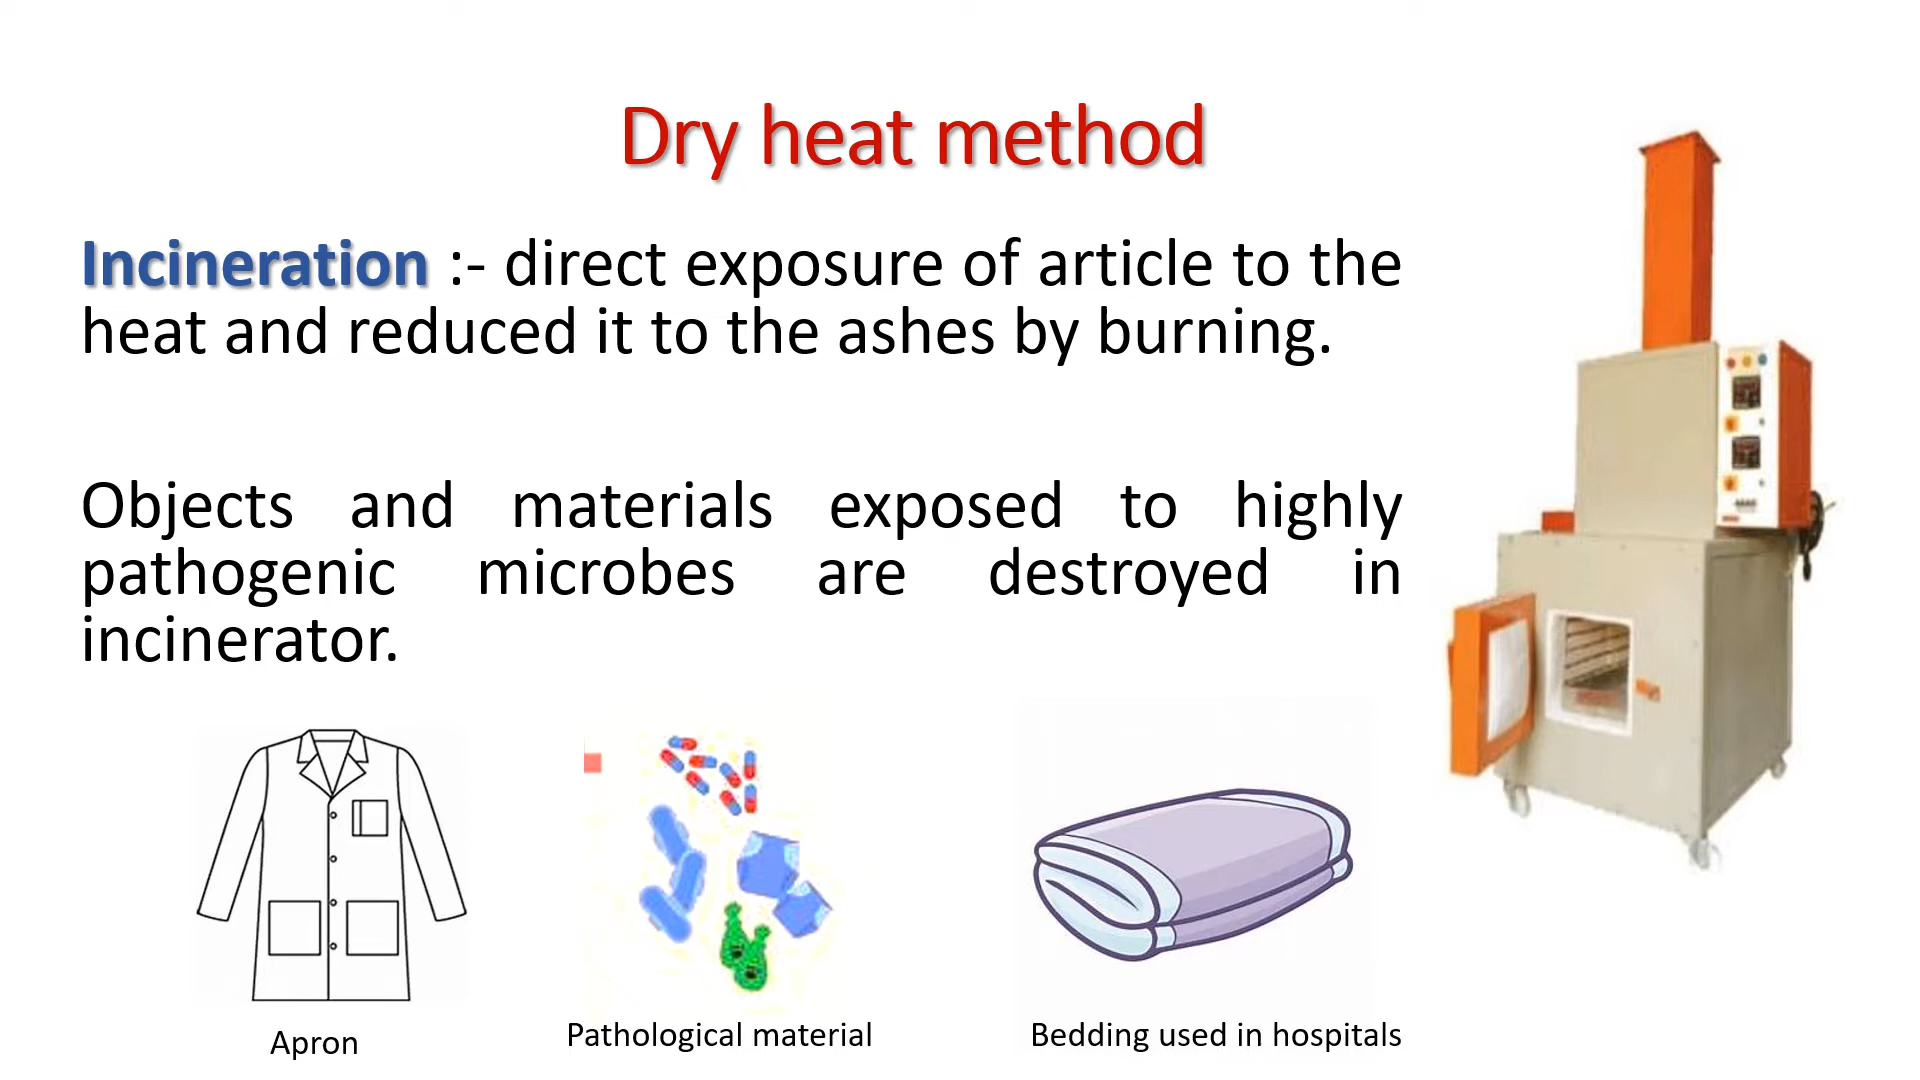 Dry heat method
Incineration :- direct exposure of article to the
heat and reduced it to the ashes by burning.
Objects and materials exposed to highly
pathogenic microbes are destroyed in
incinerator.
Apron
Pathological material
Bedding used in hospitals